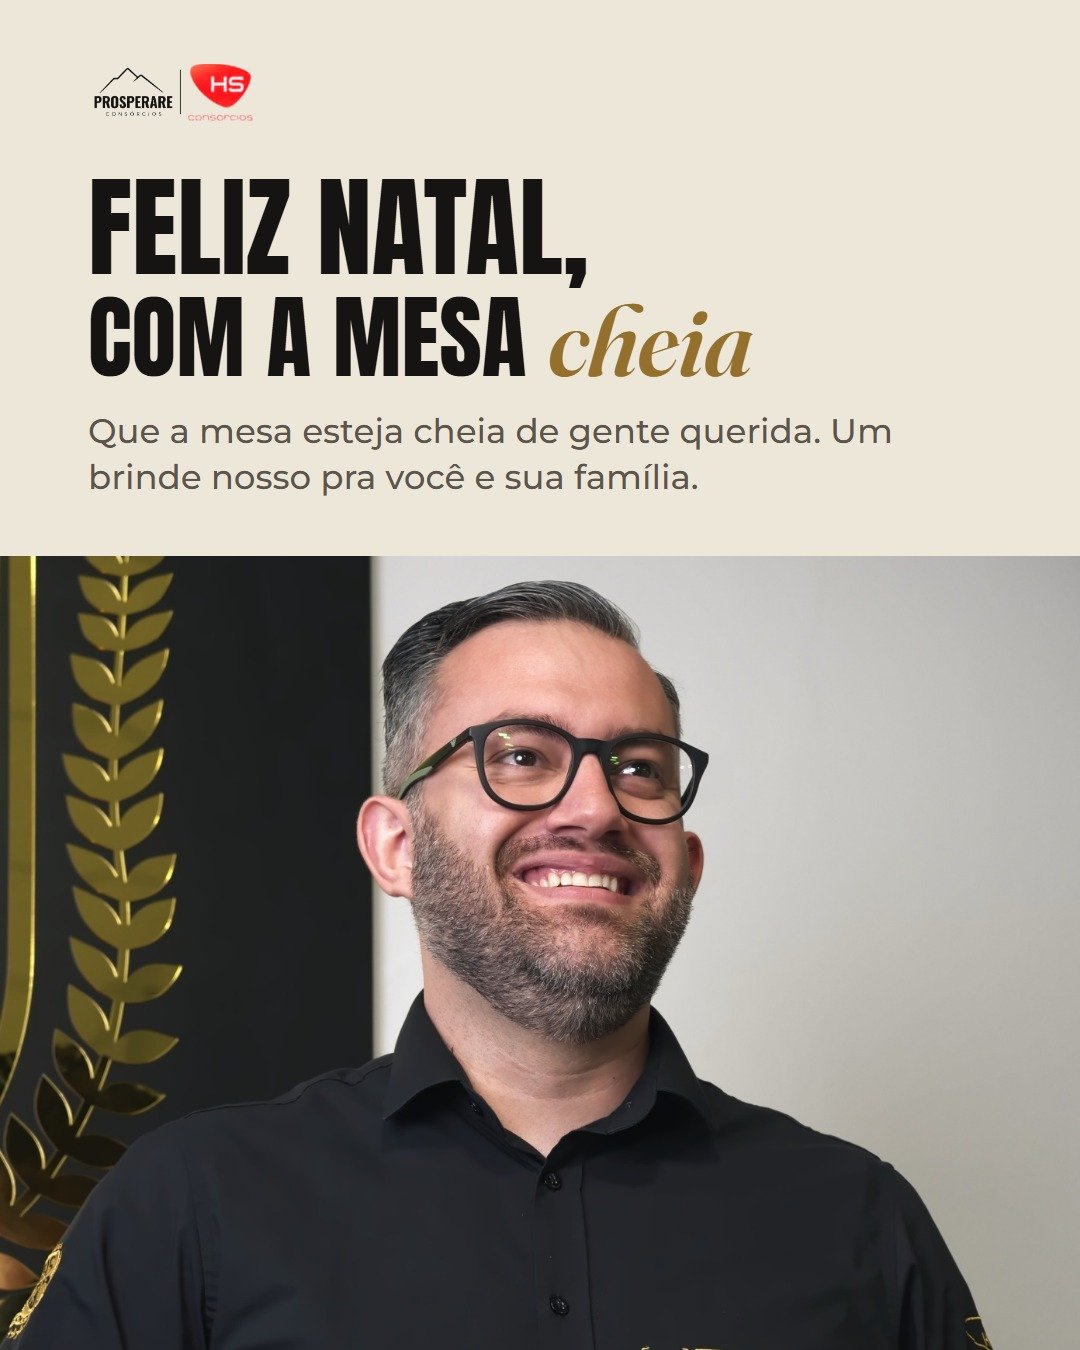 PROSPERARE
CONSÓRCIOS
HS
consórcios
FELIZ NATAL,
COM A MESA cheia
Que a mesa esteja cheia de gente querida. Um
brinde nosso pra você e sua família.